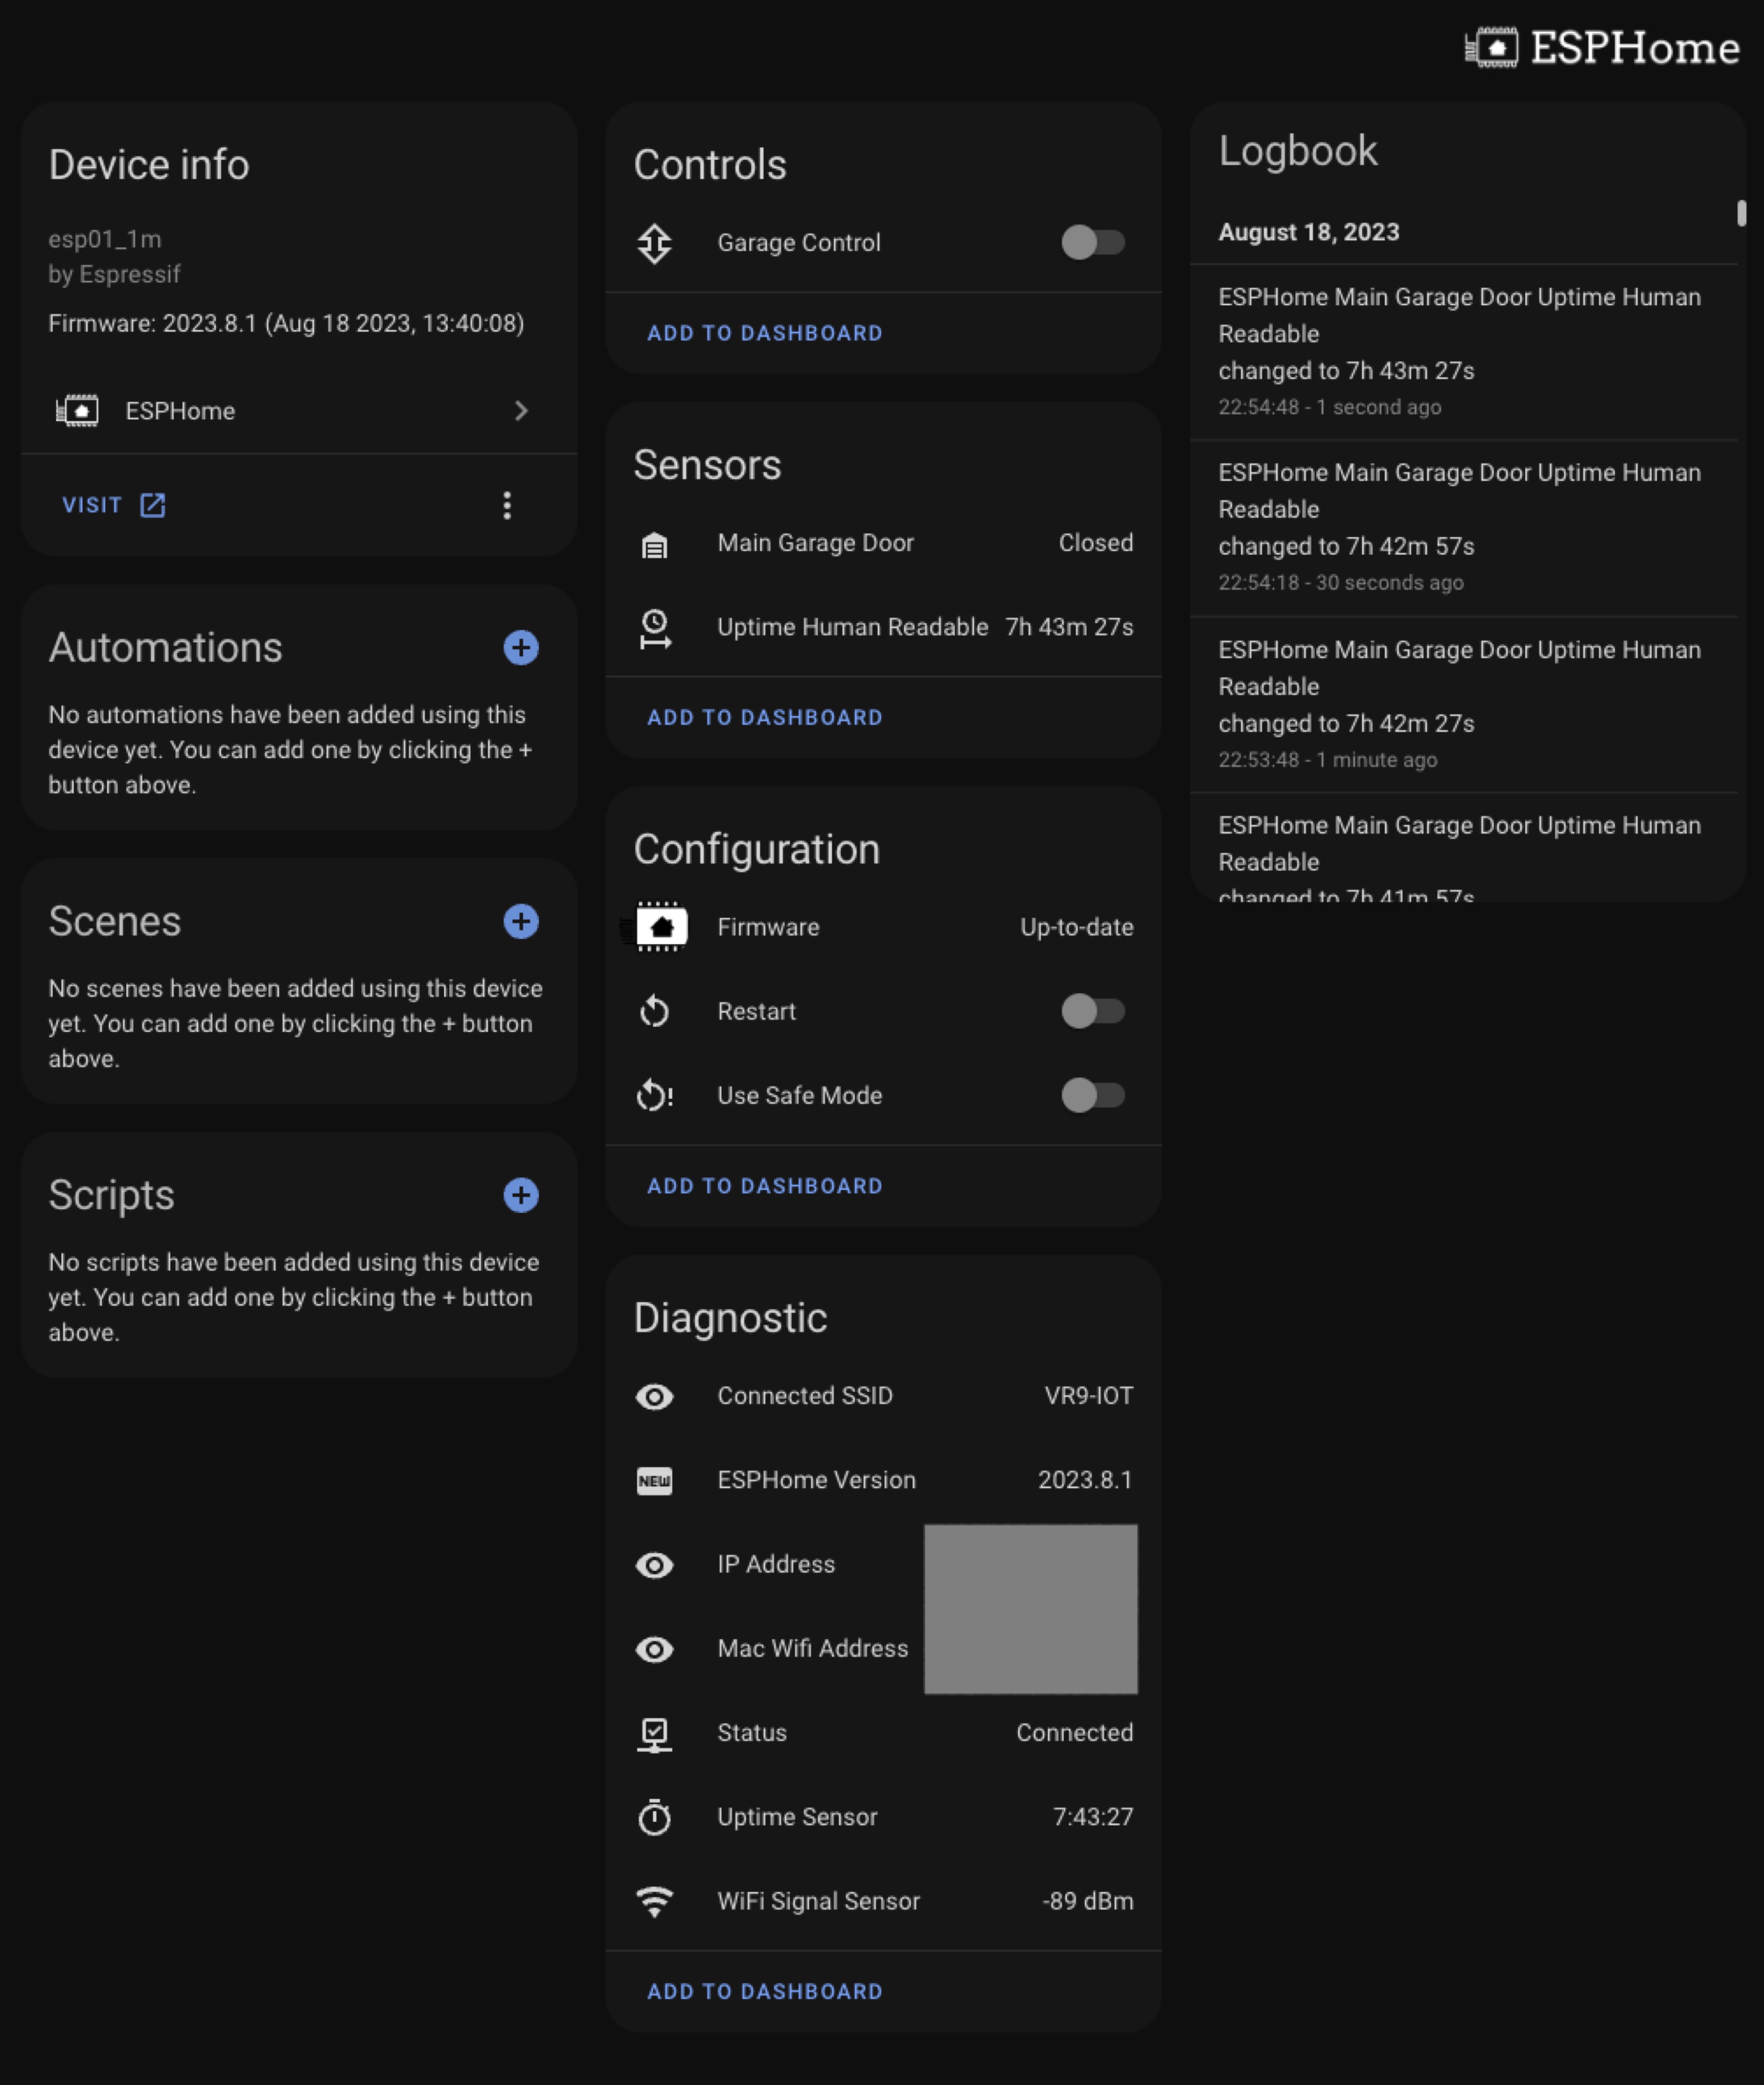 ESPHome
Device info
esp01_1m
by Espressif
Firmware: 2023.8.1 (Aug 18 2023, 13:40:08)
ESPHome
VISIT
Automations
No automations have been added using this
device yet. You can add one by clicking the +
button above.
Scenes
No scenes have been added using this device
yet. You can add one by clicking the + button
above.
Scripts
No scripts have been added using this device
yet. You can add one by clicking the + button
above.
Controls
Garage Control
ADD TO DASHBOARD
Sensors
Main Garage Door Closed
Uptime Human Readable 7h 43m 27s
ADD TO DASHBOARD
Configuration
Firmware Up-to-date
Restart
Use Safe Mode
ADD TO DASHBOARD
Diagnostic
Connected SSID VR9-IOT
NEW ESPHome Version 2023.8.1
IP Address
Mac Wifi Address
Status Connected
Uptime Sensor 7:43:27
WiFi Signal Sensor -89 dBm
ADD TO DASHBOARD
Logbook
August 18, 2023
ESPHome Main Garage Door Uptime Human
Readable
changed to 7h 43m 27s
22:54:48 - 1 second ago
ESPHome Main Garage Door Uptime Human
Readable
changed to 7h 42m 57s
22:54:18 - 30 seconds ago
ESPHome Main Garage Door Uptime Human
Readable
changed to 7h 42m 27s
22:53:48 - 1 minute ago
ESPHome Main Garage Door Uptime Human
Readable
changed to 7h 41m 57s